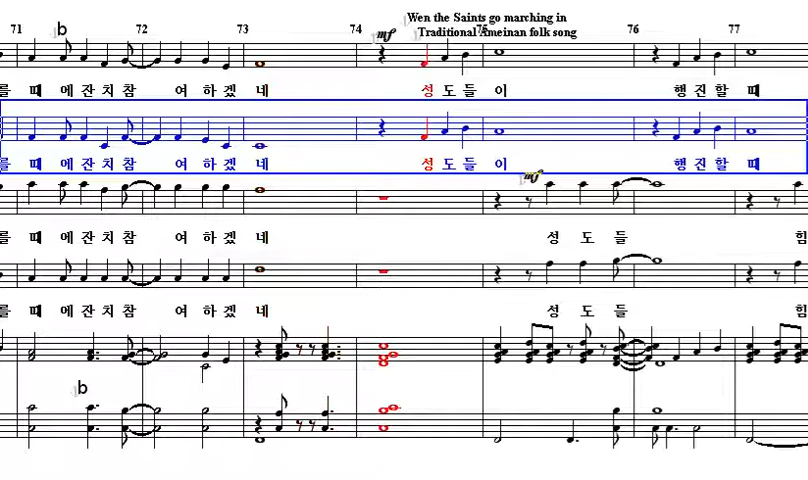 71 72 73 74 75 76 77
b
Wen the Saints go marching in
Traditional Ameinan folk song
mf
를 때 에 잔 치 참 여 하 겠 네 성 도 들 이 행 진 할 때
를 때 에 잔 치 참 여 하 겠 네 성 도 들 이 행 진 할 때
mf
를 때 에 잔 치 참 여 하 겠 네 성 도 들 힘
를 때 에 잔 치 참 여 하 겠 네 성 도 들 힘
b